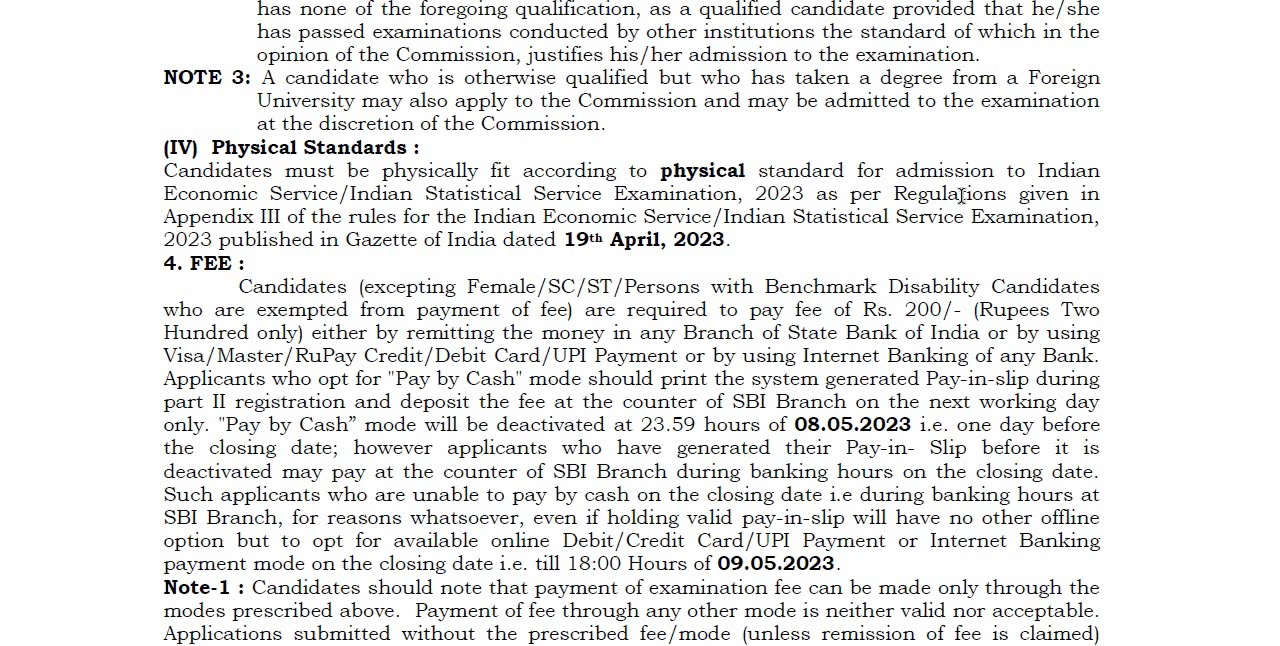 has none of the foregoing qualification, as a qualified candidate provided that he/she
has passed examinations conducted by other institutions the standard of which in the
opinion of the Commission, justifies his/her admission to the examination.
NOTE 3: A candidate who is otherwise qualified but who has taken a degree from a Foreign
University may also apply to the Commission and may be admitted to the examination
at the discretion of the Commission.
(IV) Physical Standards :
Candidates must be physically fit according to physical standard for admission to Indian
Economic Service/Indian Statistical Service Examination, 2023 as per Regulations given in
Appendix III of the rules for the Indian Economic Service/Indian Statistical Service Examination,
2023 published in Gazette of India dated 19th April, 2023.
4. FEE :
Candidates (excepting Female/SC/ST/Persons with Benchmark Disability Candidates
who are exempted from payment of fee) are required to pay fee of Rs. 200/- (Rupees Two
Hundred only) either by remitting the money in any Branch of State Bank of India or by using
Visa/Master/RuPay Credit/Debit Card/UPI Payment or by using Internet Banking of any Bank.
Applicants who opt for "Pay by Cash" mode should print the system generated Pay-in-slip during
part II registration and deposit the fee at the counter of SBI Branch on the next working day
only. "Pay by Cash” mode will be deactivated at 23.59 hours of 08.05.2023 i.e. one day before
the closing date; however applicants who have generated their Pay-in- Slip before it is
deactivated may pay at the counter of SBI Branch during banking hours on the closing date.
Such applicants who are unable to pay by cash on the closing date i.e during banking hours at
SBI Branch, for reasons whatsoever, even if holding valid pay-in-slip will have no other offline
option but to opt for available online Debit/Credit Card/UPI Payment or Internet Banking
payment mode on the closing date i.e. till 18:00 Hours of 09.05.2023.
Note-1 : Candidates should note that payment of examination fee can be made only through the
modes prescribed above. Payment of fee through any other mode is neither valid nor acceptable.
Applications submitted without the prescribed fee/mode (unless remission of fee is claimed)